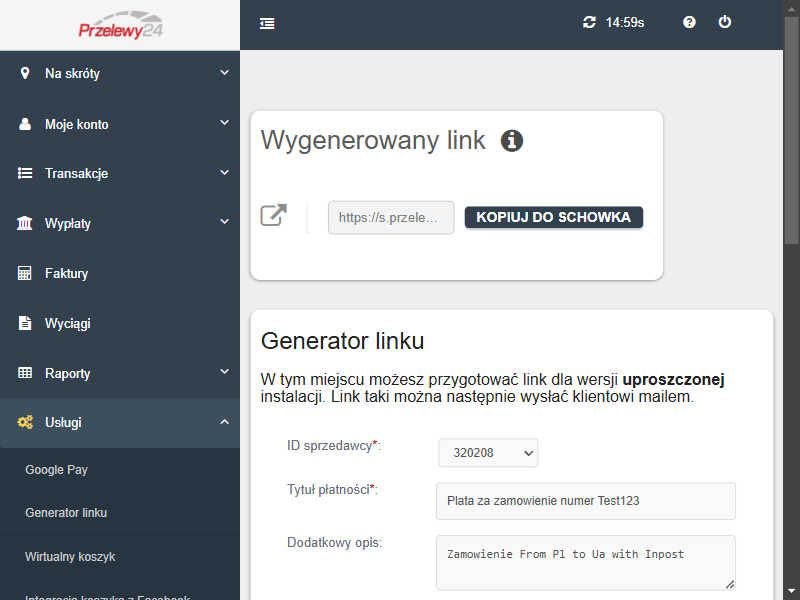 Przelewy24
14:59s
Na skróty
Moje konto
Transakcje
Wypłaty
Faktury
Wyciągi
Raporty
Usługi
Google Pay
Generator linku
Wirtualny koszyk
Integracja koszyka z Facebook
Wygenerowany link
https://s.przele...
KOPIUJ DO SCHOWKA
Generator linku
W tym miejscu możesz przygotować link dla wersji uproszczonej
instalacji. Link taki można następnie wysłać klientowi mailem.
ID sprzedawcy*:
320208
Tytuł płatności*:
Plata za zamowienie numer Test123
Dodatkowy opis:
Zamowienie From Pl to Ua with Inpost